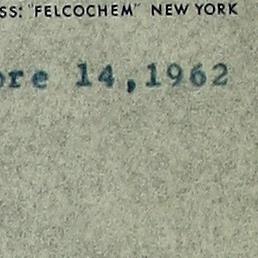 SS: "FELCOCHEM" NEW YORK
ore 14,1962